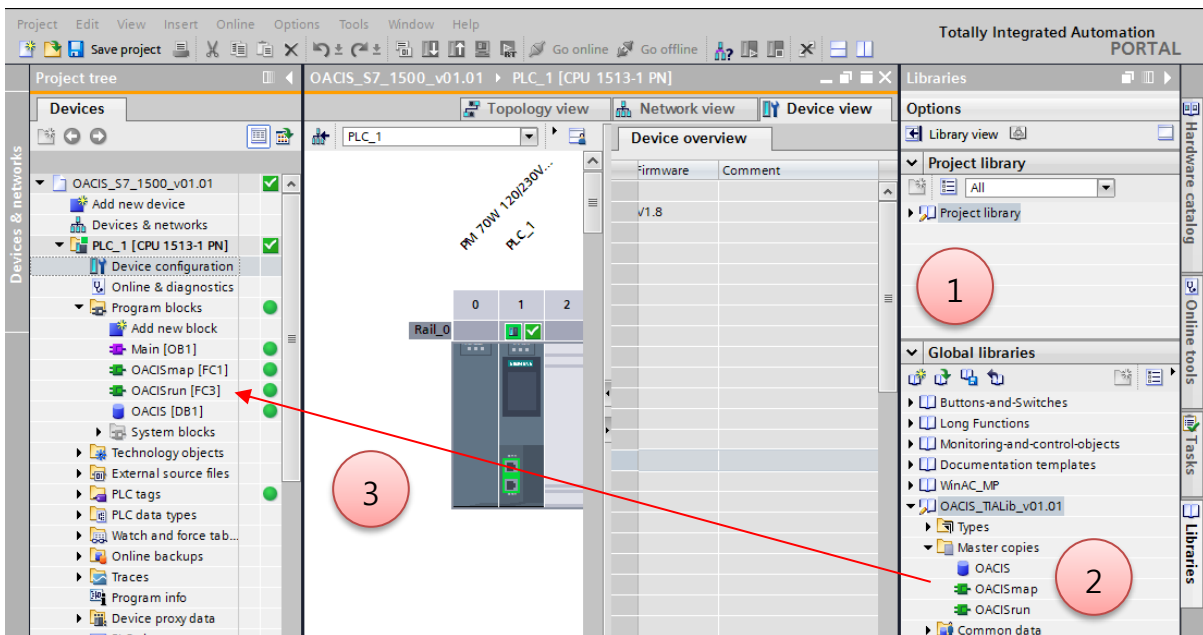 Project Edit View Insert Online Options Tools Window Help
Totally Integrated Automation
PORTAL
Save project
Go online
Go offline
Project tree
OACIS_S7_1500_v01.01 PLC_1 [CPU 1513-1 PN]
Libraries
Devices
Topology view
Network view
Device view
Options
PLC_1
Device overview
Library view
Devices & networks
Firmware
Comment
V1.8
PM 70W 120/230V...
PLC_1
0 1 2
Rail_0
SIEMENS
OACIS_S7_1500_v01.01
Add new device
Devices & networks
PLC_1 [CPU 1513-1 PN]
Device configuration
Online & diagnostics
Program blocks
Add new block
Main [OB1]
OACISmap [FC1]
OACISrun [FC3]
OACIS [DB1]
System blocks
Technology objects
External source files
PLC tags
PLC data types
Watch and force tab...
Online backups
Traces
Program info
Device proxy data
3
Project library
All
Project library
1
Global libraries
Buttons-and-Switches
Long Functions
Monitoring-and-control-objects
Documentation templates
WinAC_MP
OACIS_TIALib_v01.01
Types
Master copies
OACIS
OACISmap
OACISrun
Common data
2
Hardware catalog
Online tools
Tasks
Libraries